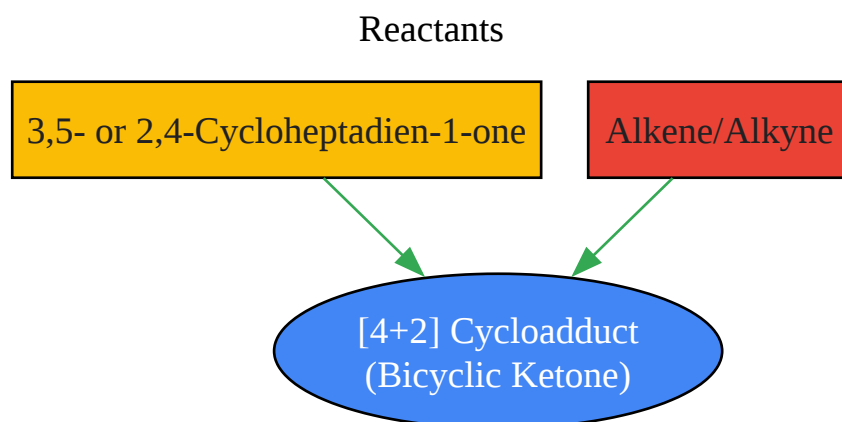 Reactants
3,5- or 2,4-Cycloheptadien-1-one
Alkene/Alkyne
[4+2] Cycloadduct
(Bicyclic Ketone)